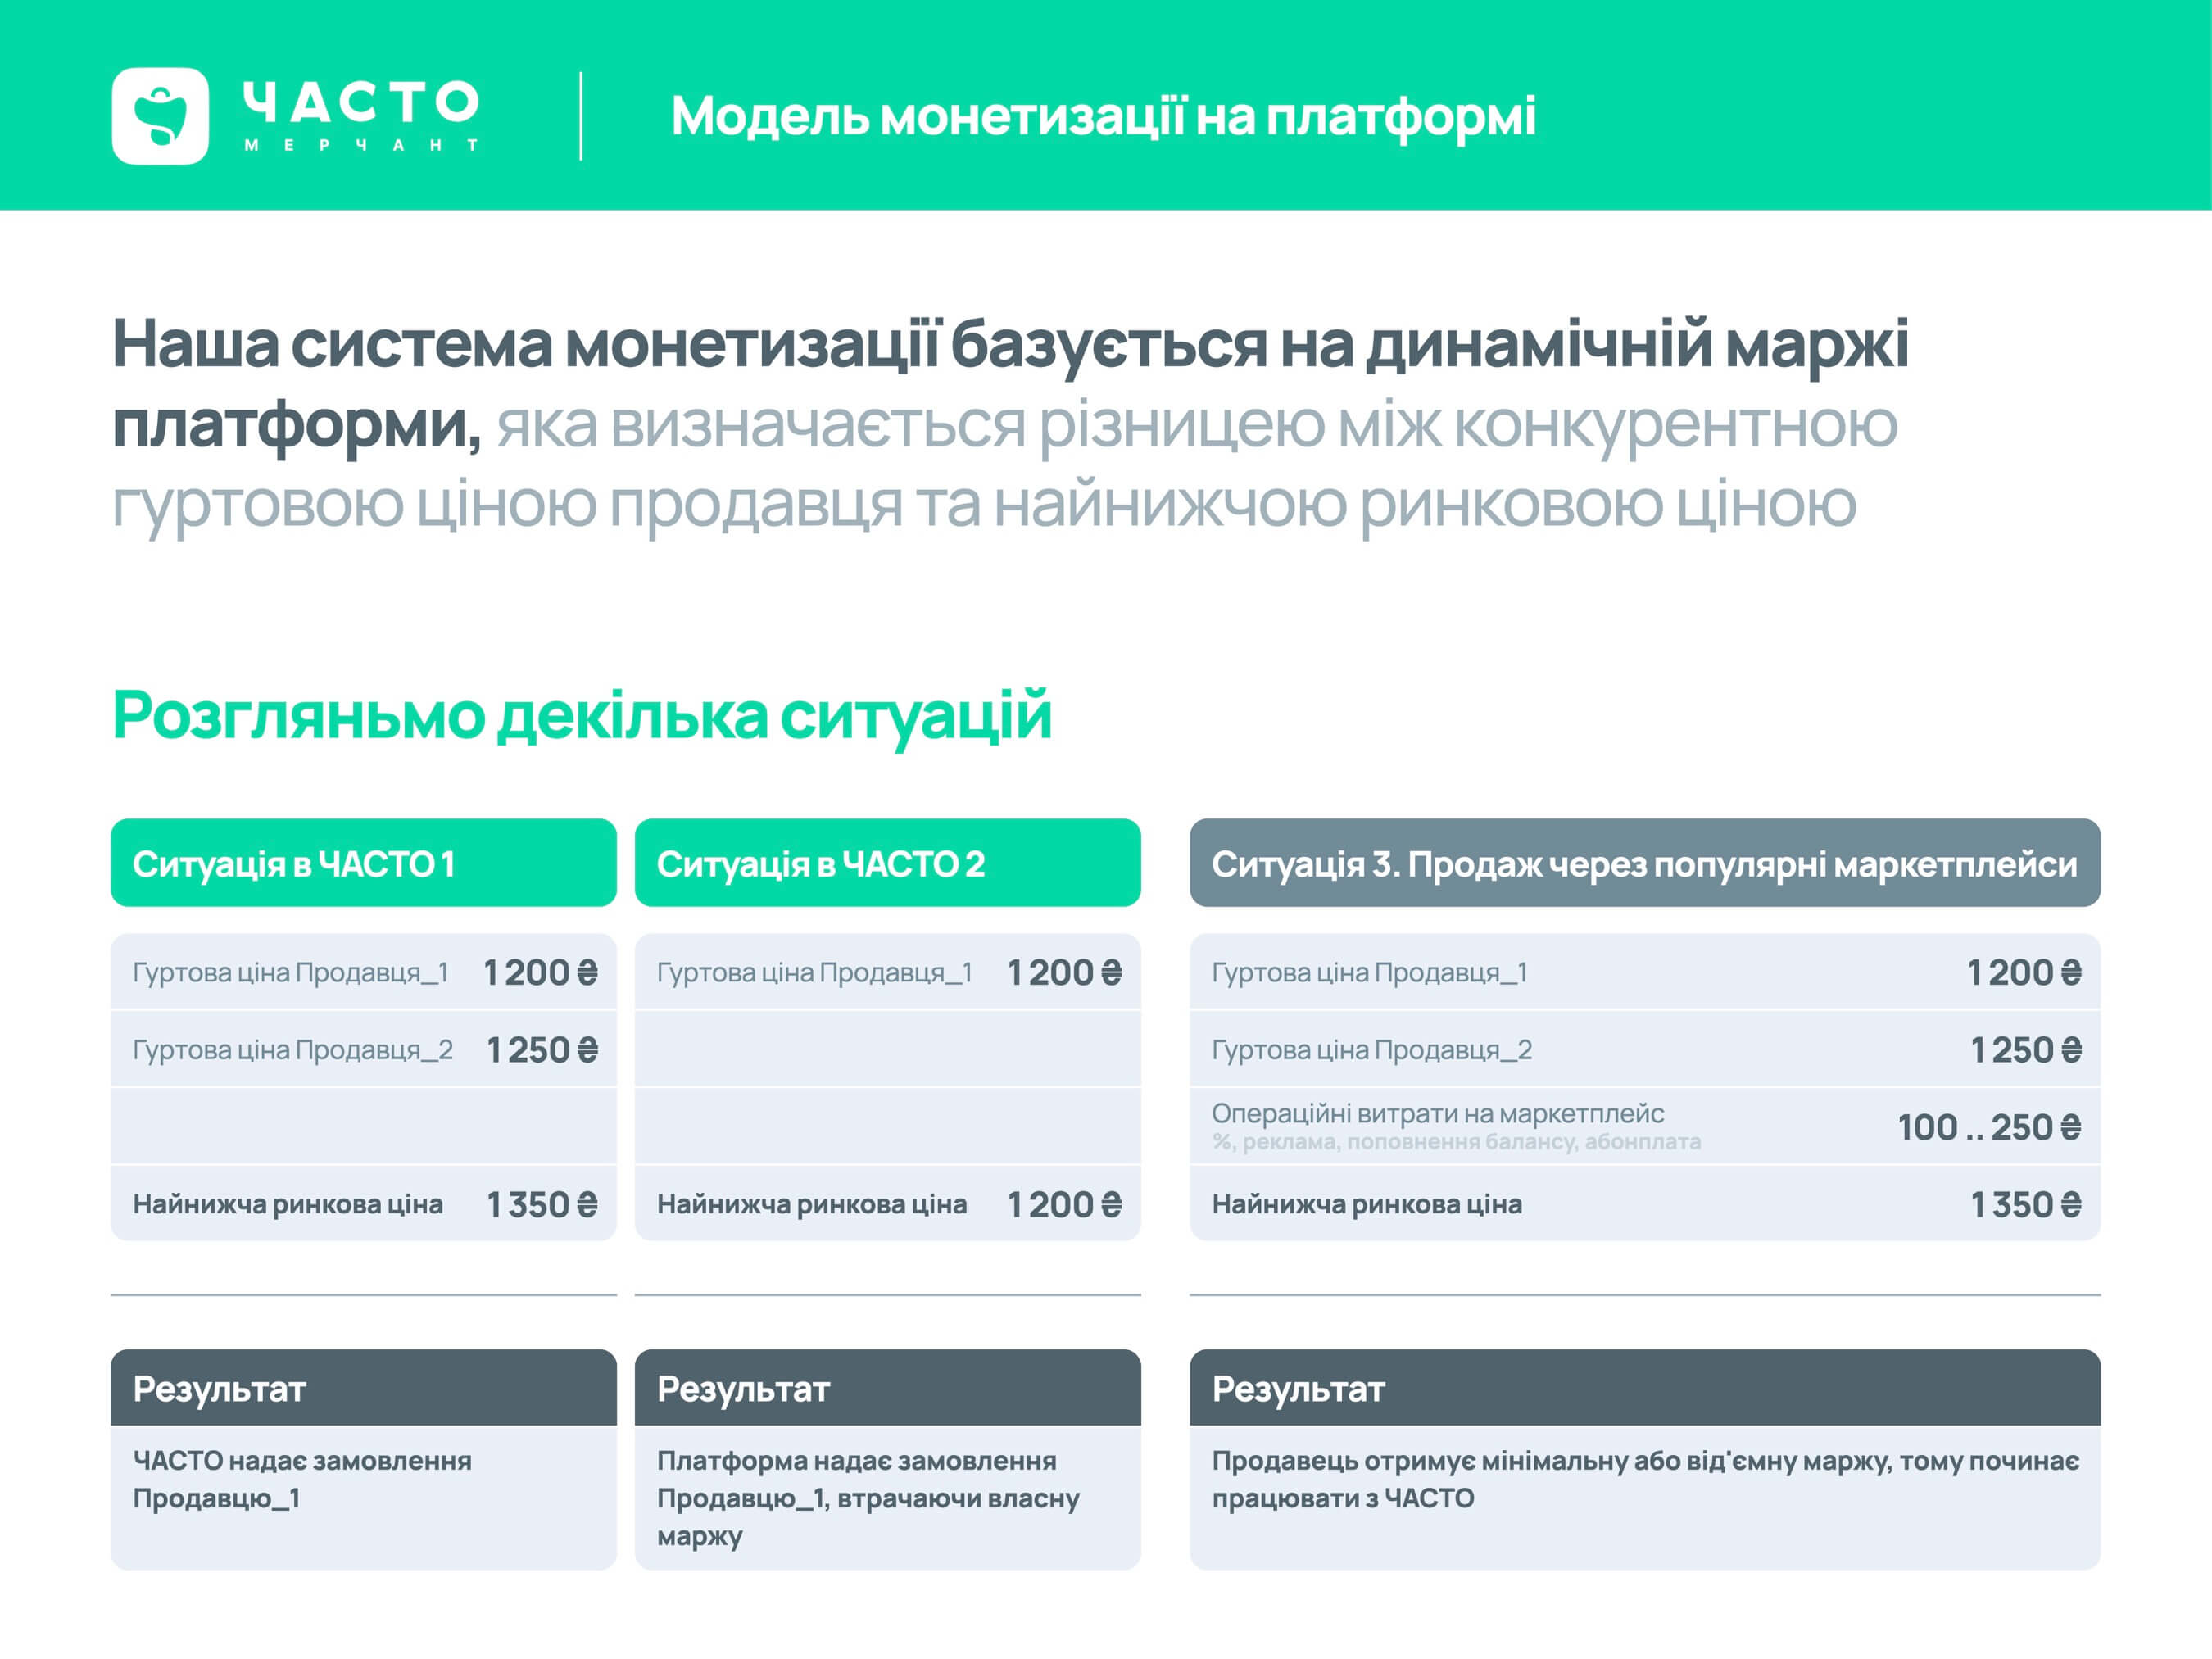 ЧАСТО
МЕРЧАНТ
Модель монетизації на платформі
Наша система монетизації базується на динамічній маржі
платформи, яка визначається різницею між конкурентною
гуртовою ціною продавця та найнижчою ринковою ціною
Розгляньмо декілька ситуацій
Ситуація в ЧАСТО 1
Гуртова ціна Продавця_1 1 200 ₴
Гуртова ціна Продавця_2 1 250 ₴
Найнижча ринкова ціна 1 350 ₴
Результат
ЧАСТО надає замовлення
Продавцю_1
Ситуація в ЧАСТО 2
Гуртова ціна Продавця_1 1 200 ₴
Найнижча ринкова ціна 1 200 ₴
Результат
Платформа надає замовлення
Продавцю_1, втрачаючи власну
маржу
Ситуація 3. Продаж через популярні маркетплейси
Гуртова ціна Продавця_1 1 200 ₴
Гуртова ціна Продавця_2 1 250 ₴
Операційні витрати на маркетплейс 100 .. 250 ₴
%, реклама, поповнення балансу, абонплата
Найнижча ринкова ціна 1 350 ₴
Результат
Продавець отримує мінімальну або від'ємну маржу, тому починає
працювати з ЧАСТО